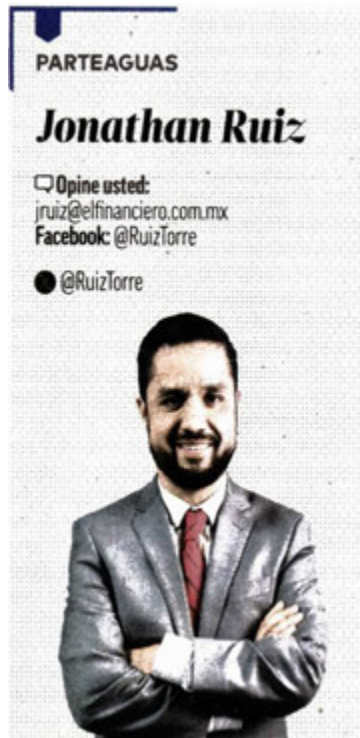 PARTEAGUAS
Jonathan Ruiz
Opine usted:
jruiz@elfinanciero.com.mx
Facebook: @RuizTorre
@RuizTorre